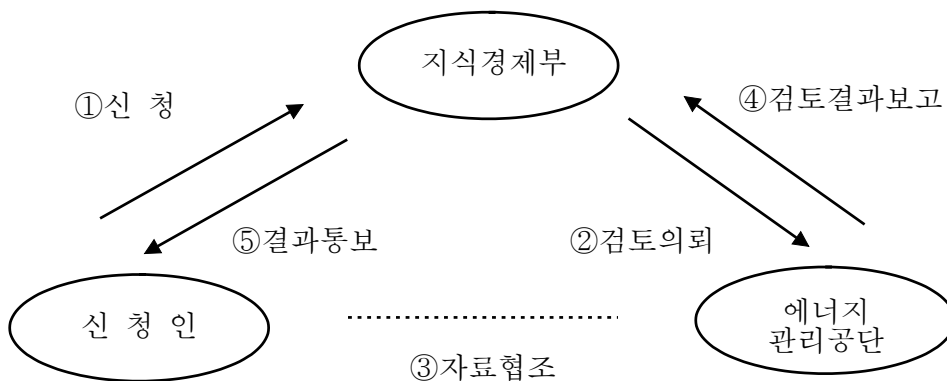 지식경제부
①신 청
④검토결과보고
⑤결과통보
②검토의뢰
신 청 인
에너지
관리공단
③자료협조